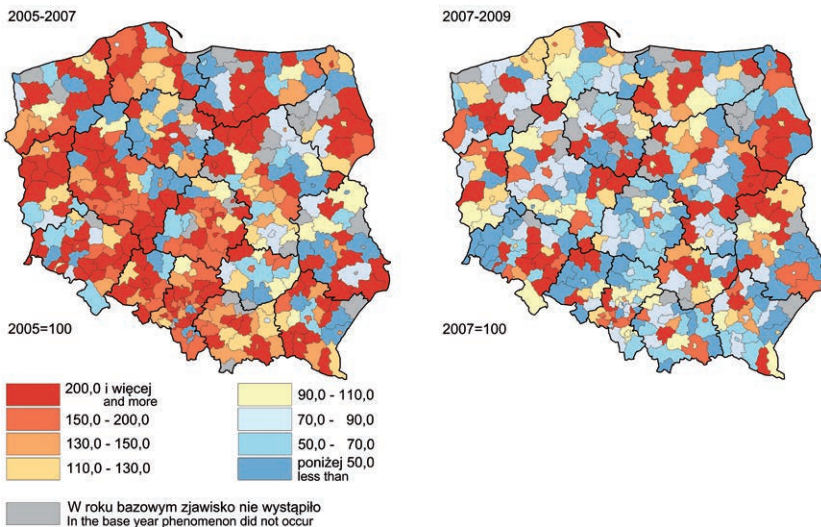 2005-2007
2007-2009
2005=100
2007=100
200,0 i więcej
and more
150,0 - 200,0
130,0 - 150,0
110,0 - 130,0
90,0 - 110,0
70,0 - 90,0
50,0 - 70,0
poniżej 50,0
less than
W roku bazowym zjawisko nie wystąpiło
In the base year phenomenon did not occur